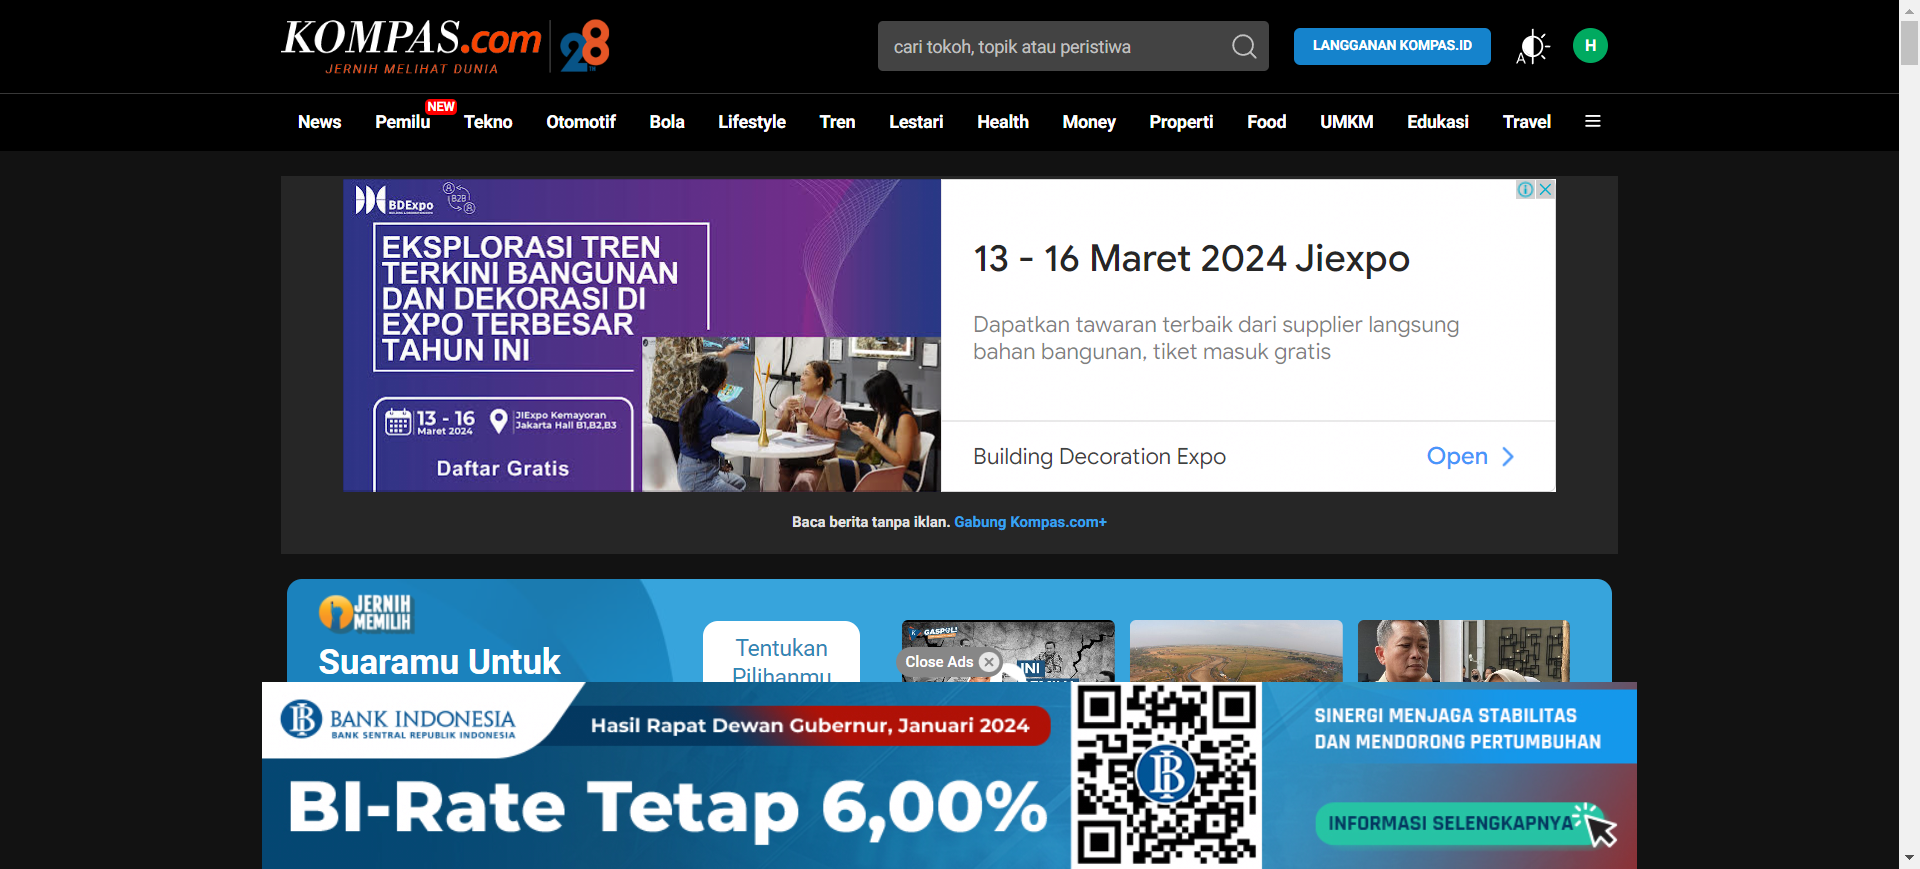 KOMPAS.com
JERNIH MELIHAT DUNIA
28
cari tokoh, topik atau peristiwa
LANGGANAN KOMPAS.ID
A
H
News
Pemilu
NEW
Tekno
Otomotif
Bola
Lifestyle
Tren
Lestari
Health
Money
Properti
Food
UMKM
Edukasi
Travel
BDExpo
B2B
EKSPLORASI TREN
TERKINI BANGUNAN
DAN DEKORASI DI
EXPO TERBESAR
TAHUN INI
13 - 16
Maret 2024
JIExpo Kemayoran
Jakarta Hall B1,B2,B3
Daftar Gratis
13 - 16 Maret 2024 Jiexpo
Dapatkan tawaran terbaik dari supplier langsung
bahan bangunan, tiket masuk gratis
Building Decoration Expo
Open
Baca berita tanpa iklan. Gabung Kompas.com+
JERNIH
MEMILIH
Suaramu Untuk
Tentukan
Pilihanmu
GASPOL!
INI
Close Ads
BANK INDONESIA
BANK SENTRAL REPUBLIK INDONESIA
Hasil Rapat Dewan Gubernur, Januari 2024
BI-Rate Tetap 6,00%
SINERGI MENJAGA STABILITAS
DAN MENDORONG PERTUMBUHAN
INFORMASI SELENGKAPNYA